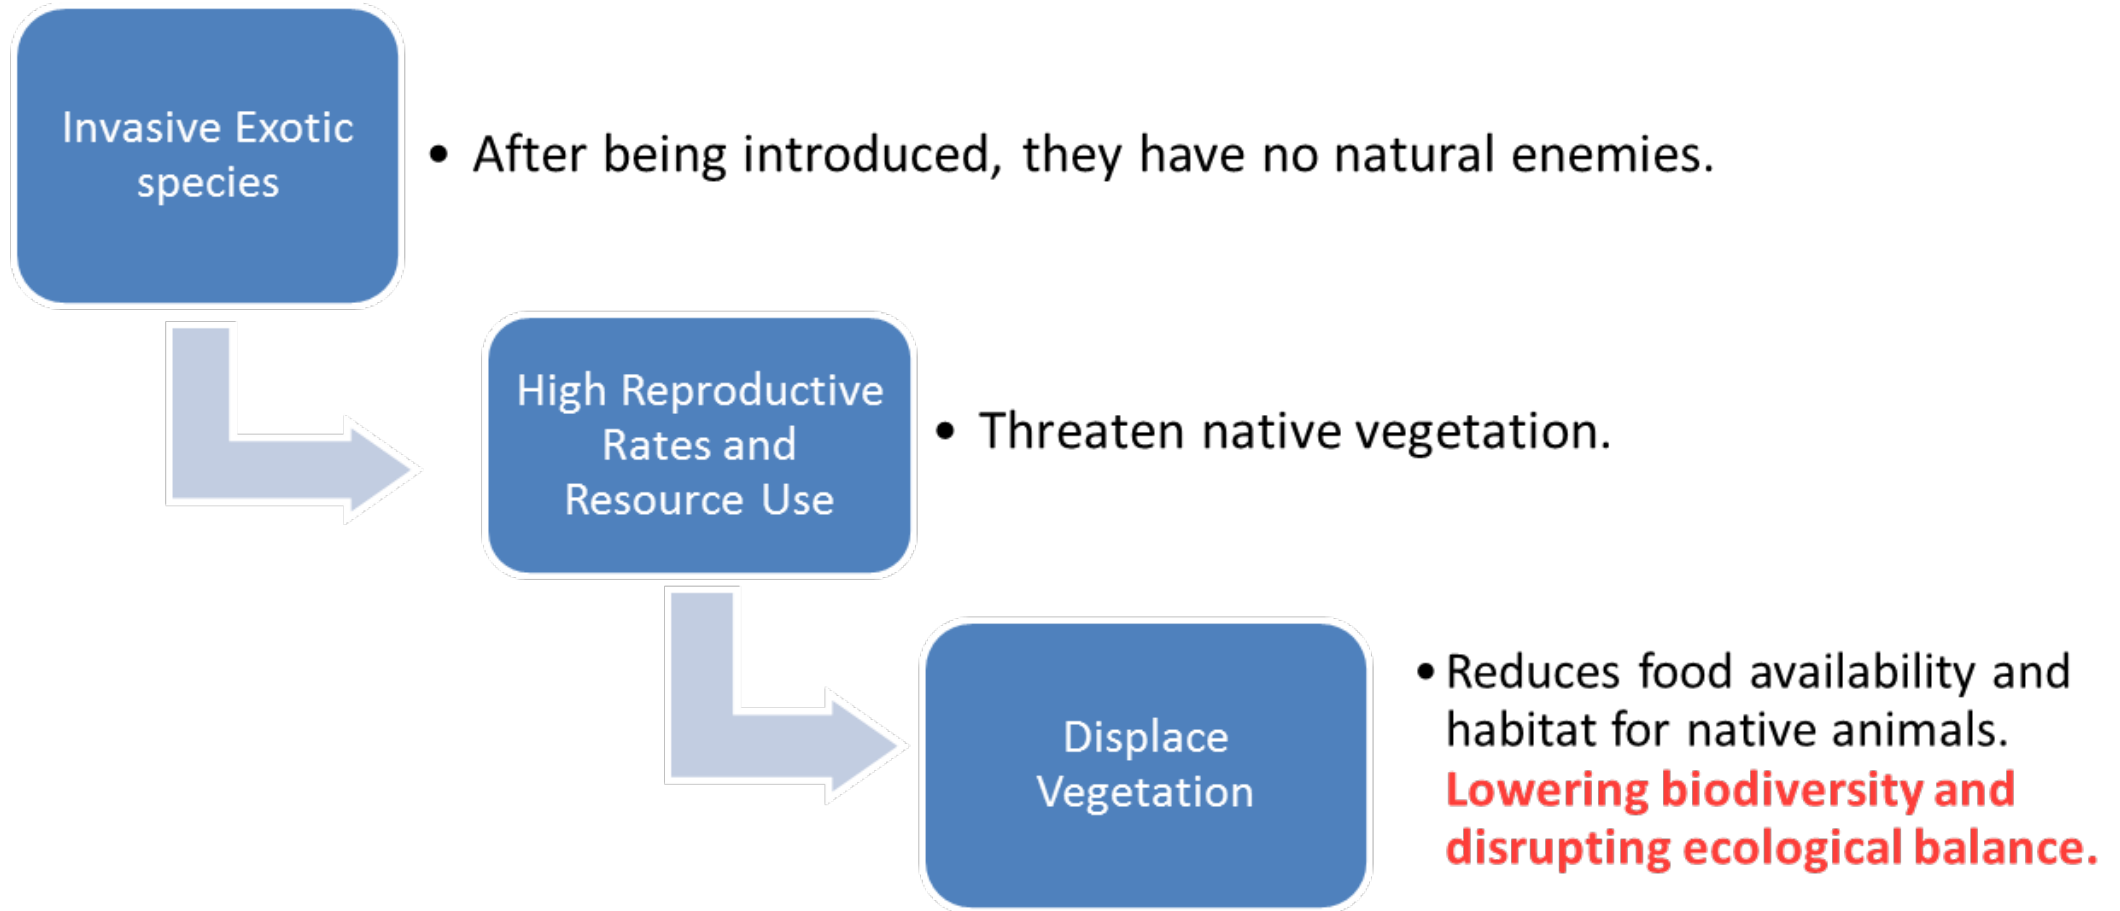 Invasive Exotic
species
• After being introduced, they have no natural enemies.
High Reproductive
Rates and
Resource Use
• Threaten native vegetation.
Displace
Vegetation
• Reduces food availability and
habitat for native animals.
Lowering biodiversity and
disrupting ecological balance.